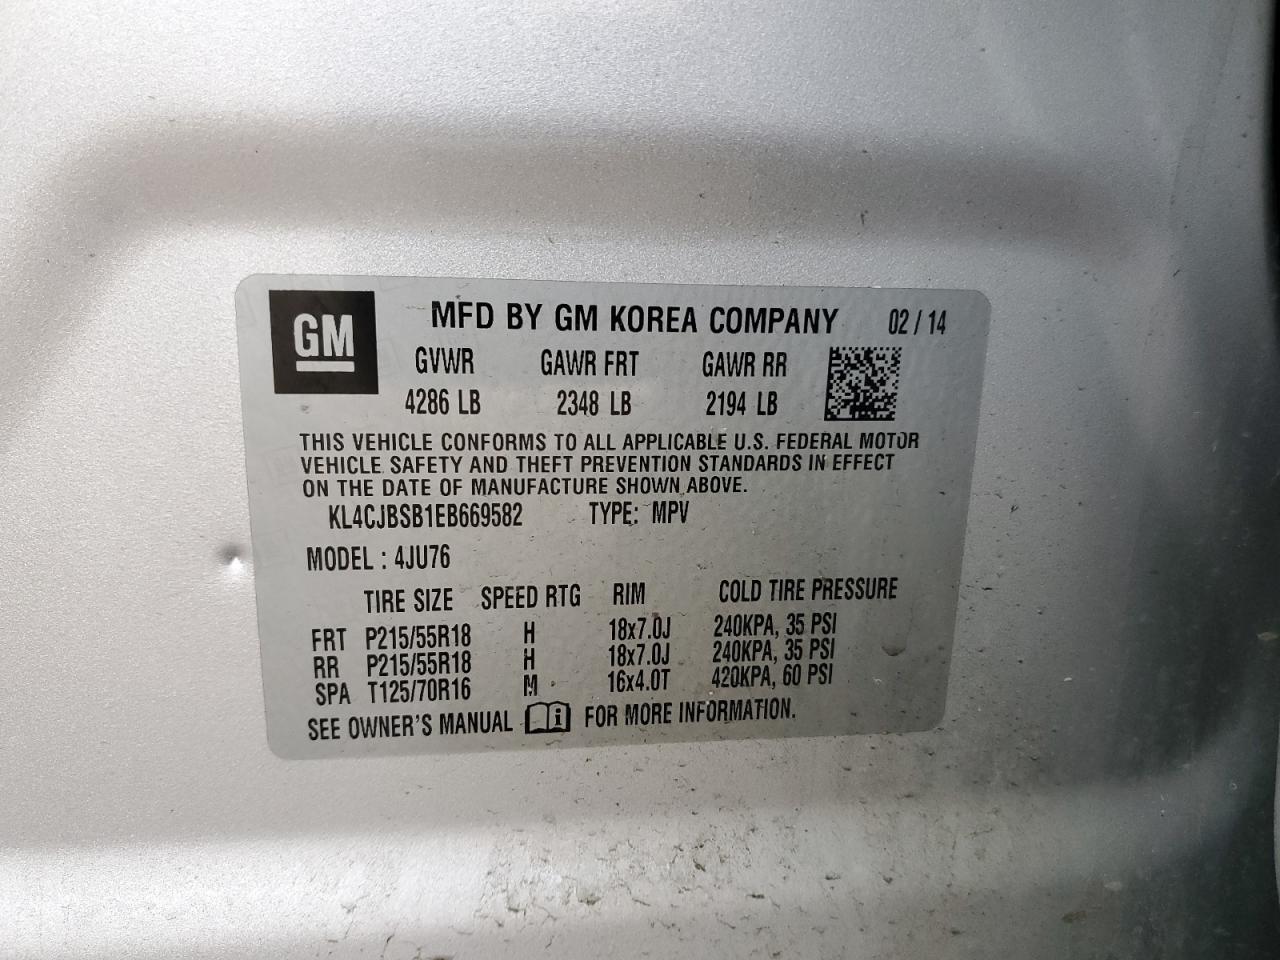 GM
MFD BY GM KOREA COMPANY 02/14
GVWR GAWR FRT GAWR RR
4286 LB 2348 LB 2194 LB
THIS VEHICLE CONFORMS TO ALL APPLICABLE U.S. FEDERAL MOTOR
VEHICLE SAFETY AND THEFT PREVENTION STANDARDS IN EFFECT
ON THE DATE OF MANUFACTURE SHOWN ABOVE.
KL4CJBSB1EB669582 TYPE: MPV
MODEL : 4JU76
TIRE SIZE SPEED RTG RIM COLD TIRE PRESSURE
FRT P215/55R18 H 18x7.0J 240KPA, 35 PSI
RR P215/55R18 H 18x7.0J 240KPA, 35 PSI
SPA T125/70R16 M 16x4.0T 420KPA, 60 PSI
SEE OWNER'S MANUAL i FOR MORE INFORMATION.